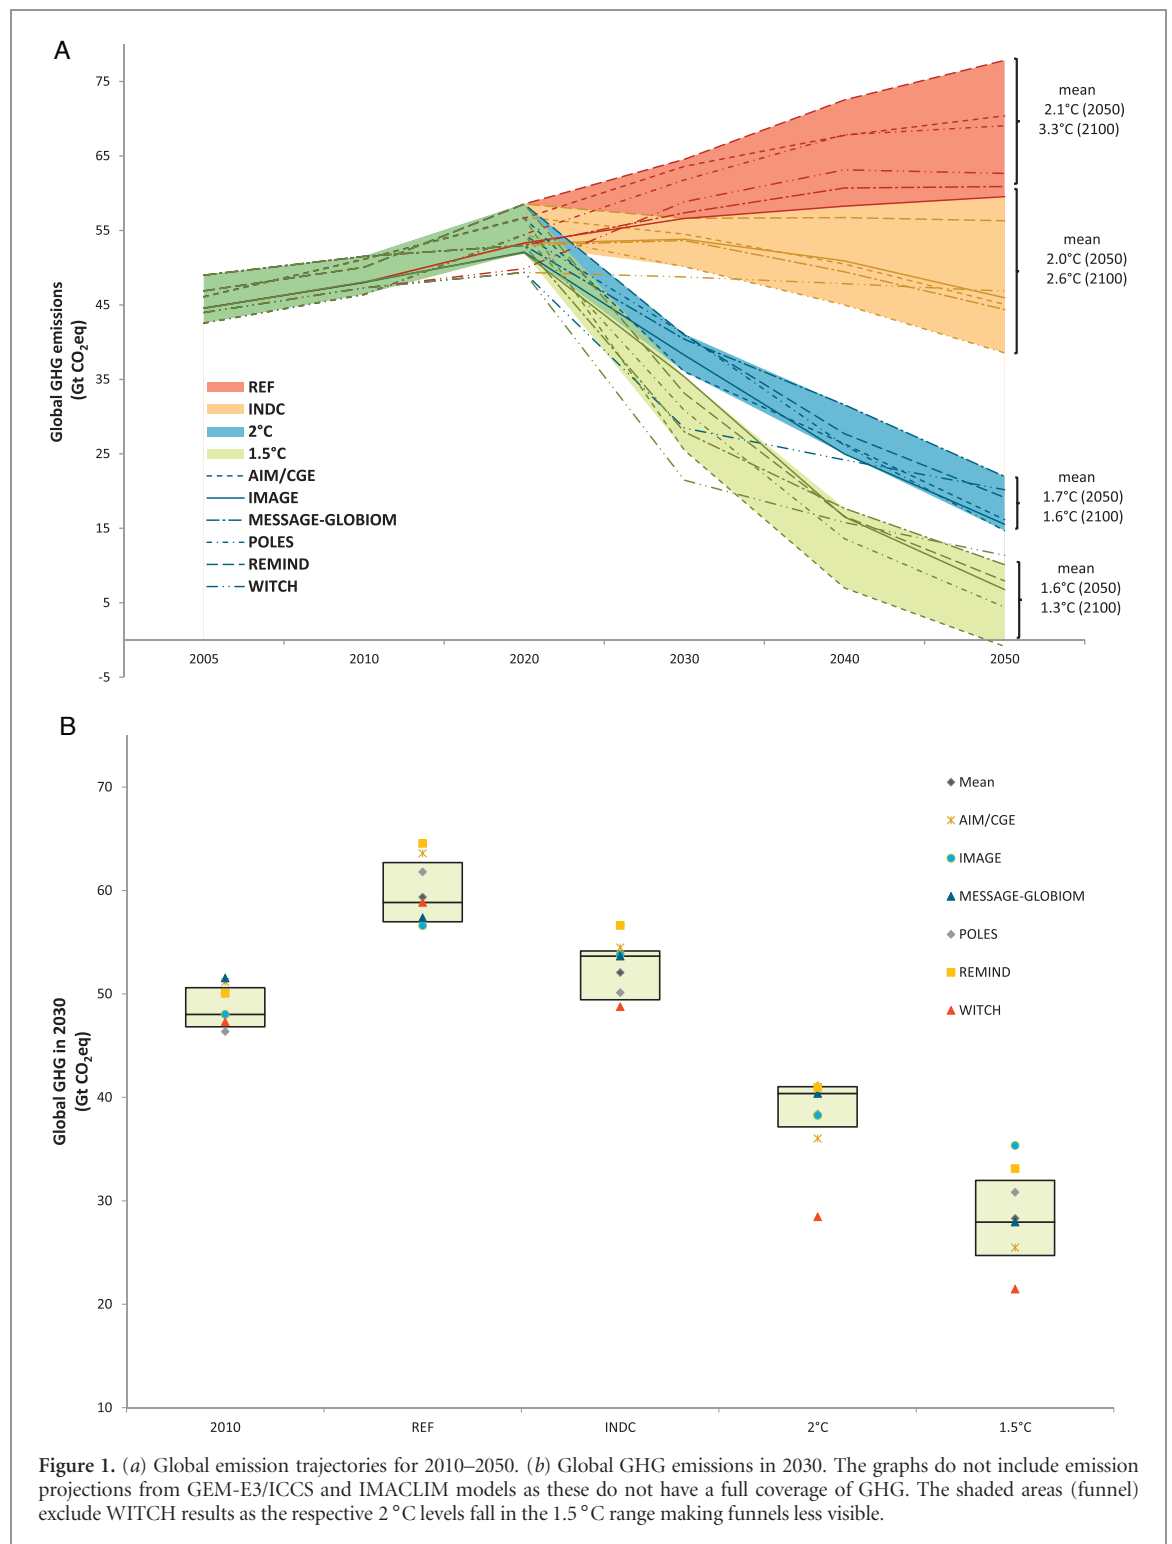 A
75
65
55
45
35
25
15
5
-5
Global GHG emissions
(Gt CO2eq)
2005
2010
2020
2030
2040
2050
REF
INDC
2°C
1.5°C
AIM/CGE
IMAGE
MESSAGE-GLOBIOM
POLES
REMIND
WITCH
mean
2.1°C (2050)
3.3°C (2100)
mean
2.0°C (2050)
2.6°C (2100)
mean
1.7°C (2050)
1.6°C (2100)
mean
1.6°C (2050)
1.3°C (2100)
B
70
60
50
40
30
20
10
Global GHG in 2030
(Gt CO2eq)
2010
REF
INDC
2°C
1.5°C
Mean
AIM/CGE
IMAGE
MESSAGE-GLOBIOM
POLES
REMIND
WITCH
Figure 1. (a) Global emission trajectories for 2010–2050. (b) Global GHG emissions in 2030. The graphs do not include emission
projections from GEM-E3/ICCS and IMACLIM models as these do not have a full coverage of GHG. The shaded areas (funnel)
exclude WITCH results as the respective 2 °C levels fall in the 1.5 °C range making funnels less visible.